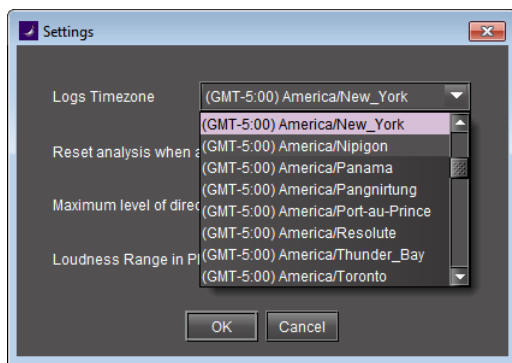 Settings
Logs Timezone
(GMT-5:00) America/New_York
(GMT-5:00) America/New_York
(GMT-5:00) America/Nipigon
Reset analysis when
(GMT-5:00) America/Panama
(GMT-5:00) America/Pangnirtung
Maximum level of
(GMT-5:00) America/Port-au-Prince
(GMT-5:00) America/Resolute
Loudness Range in
(GMT-5:00) America/Thunder_Bay
(GMT-5:00) America/Toronto
OK
Cancel